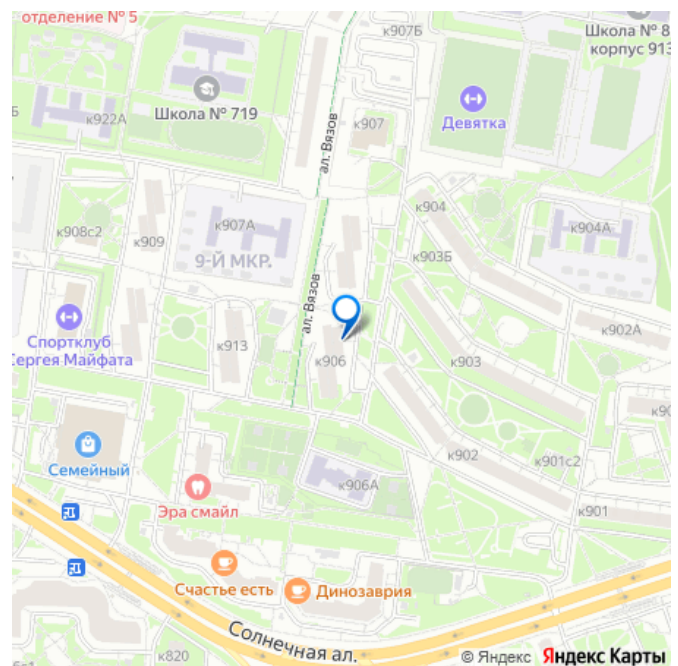 отделение № 5
к907Б
Школа № 8
корпус 913
Школа № 719
Девятка
к922А
ал. Вязов
к907
к904
к907А
к908с2
к909
9-Й МКР.
к903Б
к904А
ал. Вязов
Спортклуб
Сергея Майфата
к913
к906
к903
к902А
к90
Семейный
к902
к901с2
Эра смайл
к906А
к901
Счастье есть
Динозаврия
Солнечная ал.
к820
© Яндекс Яндекс Карты